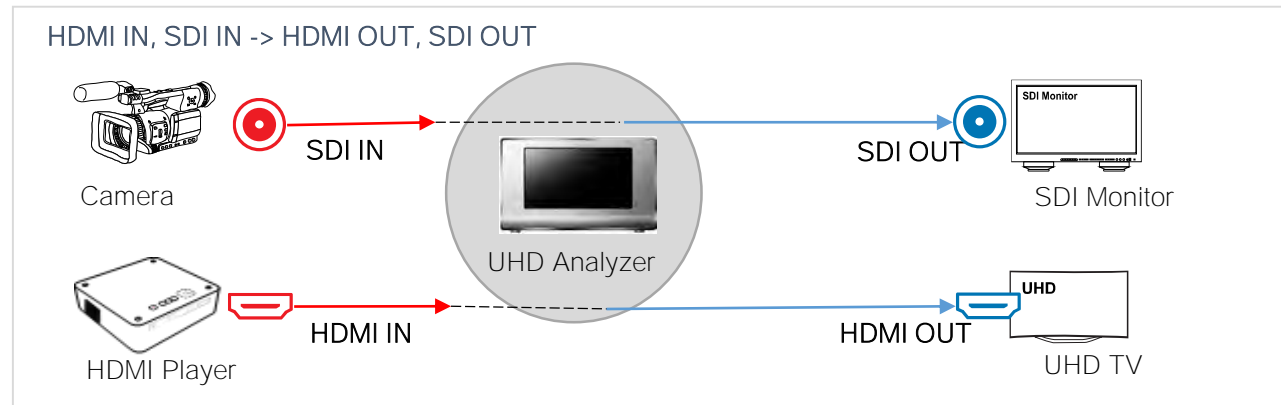 HDMI IN, SDI IN -> HDMI OUT, SDI OUT
SDI Monitor
SDI IN
SDI OUT
Camera
SDI Monitor
UHD Analyzer
UHD
HDMI IN
HDMI OUT
HDMI Player
UHD TV